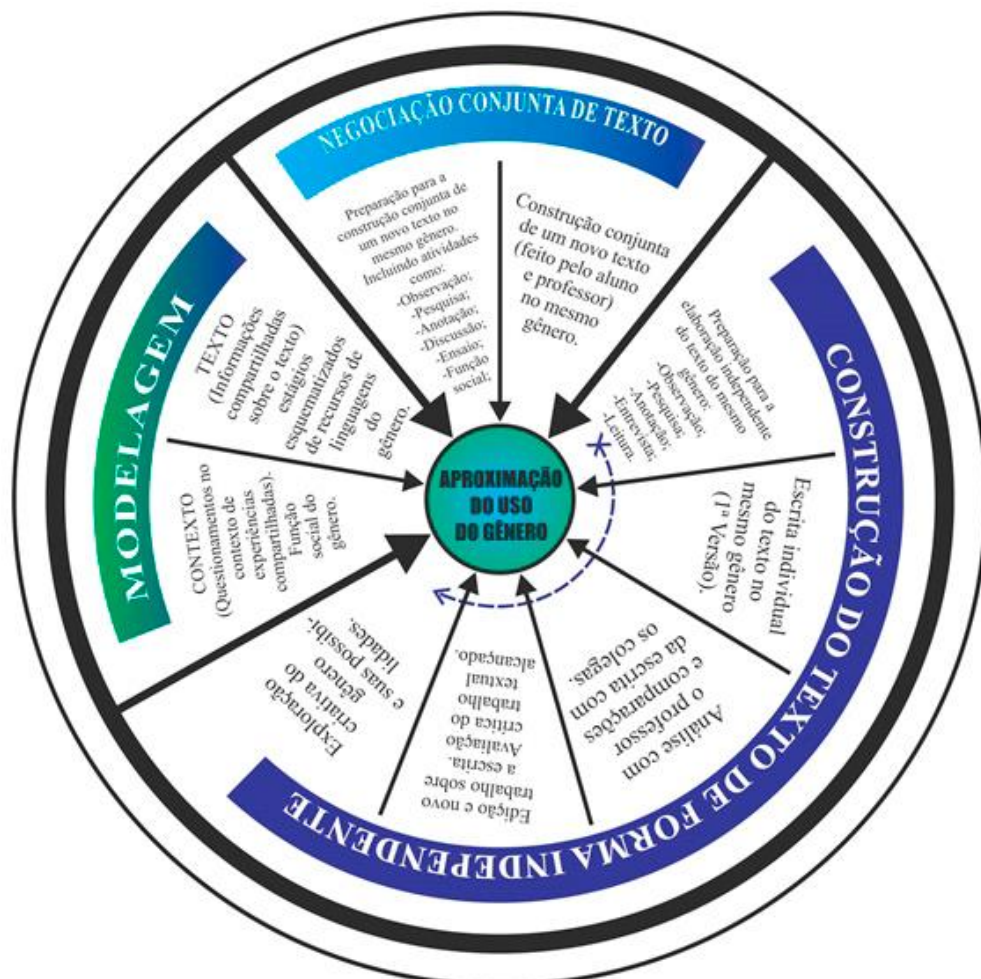 NEGOCIAÇÃO CONJUNTA DE TEXTO
Preparação para a
construção conjunta de
um novo texto no
mesmo gênero.
Incluindo atividades
como:
-Observação;
-Pesquisa;
-Anotação;
-Discussão;
-Ensaio;
-Função
social;
Construção conjunta
de um novo texto
(feito pelo aluno
e professor)
no mesmo
gênero.
MODELAGEM
TEXTO
(Informações
compartilhadas
sobre o texto)
estágios
esquematizados
de recursos de
linguagens
do
gênero.
CONTEXTO
(Questionamentos no
contexto de
experiências
compartilhadas).
Função
social do
gênero.
APROXIMAÇÃO
DO USO
DO GÊNERO
CONSTRUÇÃO DO TEXTO DE FORMA INDEPENDENTE
Preparação para a
elaboração independente
do texto do mesmo
gênero;
-Observação;
-Pesquisa;
-Anotação;
-Entrevista;
-Leitura.
Escrita individual
do texto no
mesmo gênero
(1ª Versão).
Análise com
o professor
e comparações
da escrita com
os colegas.
Edição e novo
trabalho sobre
a escrita.
Avaliação
crítica do
trabalho
textual
alcançado.
Exploração
criativa do
gênero
e suas possibi-
lidades.